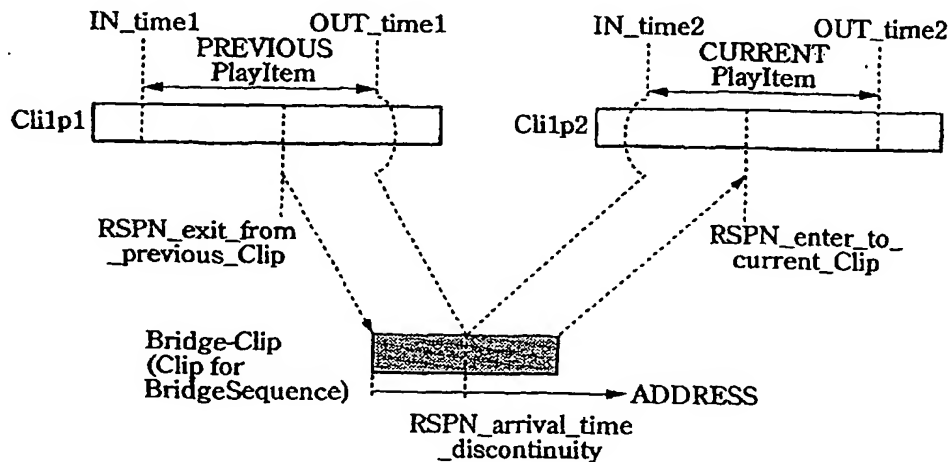 IN_time1
OUT_time1
IN_time2
OUT_time2
PREVIOUS
PlayItem
CURRENT
PlayItem
Cli1p1
Cli1p2
RSPN_exit_from
_previous_Clip
RSPN_enter_to_
current_Clip
Bridge-Clip
(Clip for
BridgeSequence)
ADDRESS
RSPN_arrival_time
_discontinuity